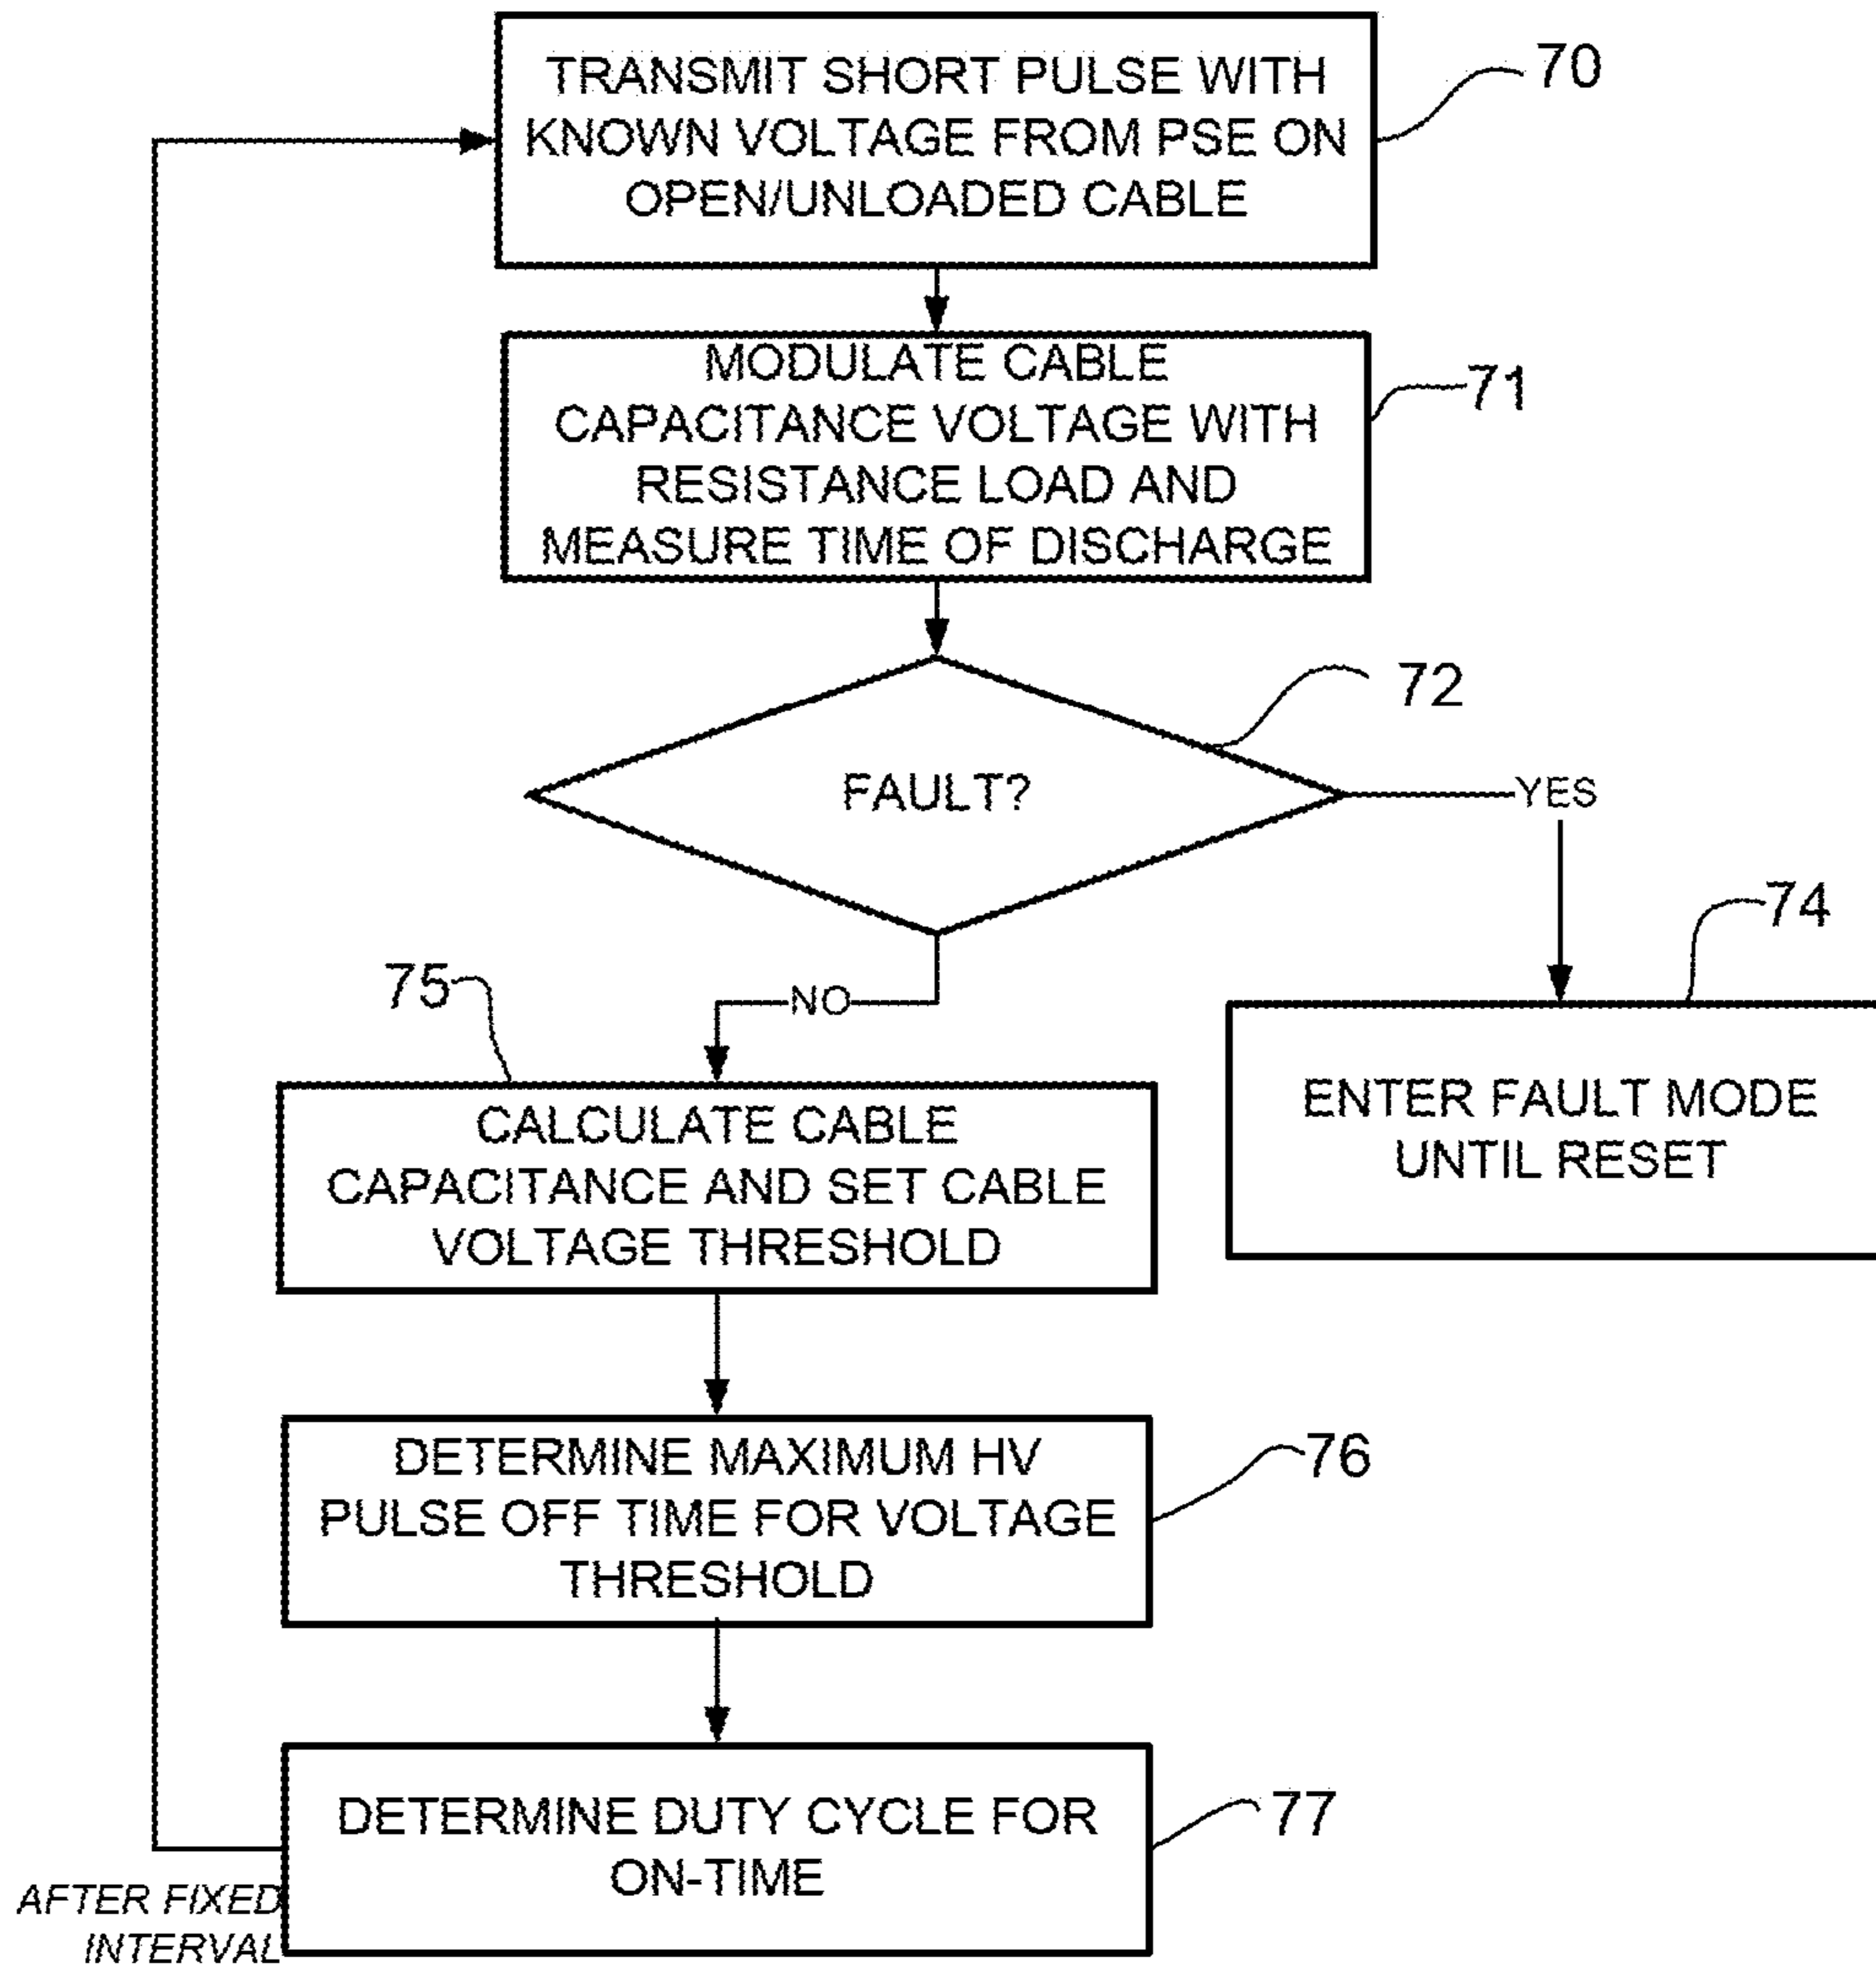 TRANSMIT SHORT PULSE WITH
KNOWN VOLTAGE FROM PSE ON
OPEN/UNLOADED CABLE
70
MODULATE CABLE
CAPACITANCE VOLTAGE WITH
RESISTANCE LOAD AND
MEASURE TIME OF DISCHARGE
71
72
FAULT?
YES
74
75
NO
ENTER FAULT MODE
UNTIL RESET
CALCULATE CABLE
CAPACITANCE AND SET CABLE
VOLTAGE THRESHOLD
DETERMINE MAXIMUM HV
PULSE OFF TIME FOR VOLTAGE
THRESHOLD
76
DETERMINE DUTY CYCLE FOR
ON-TIME
77
AFTER FIXED
INTERVAL